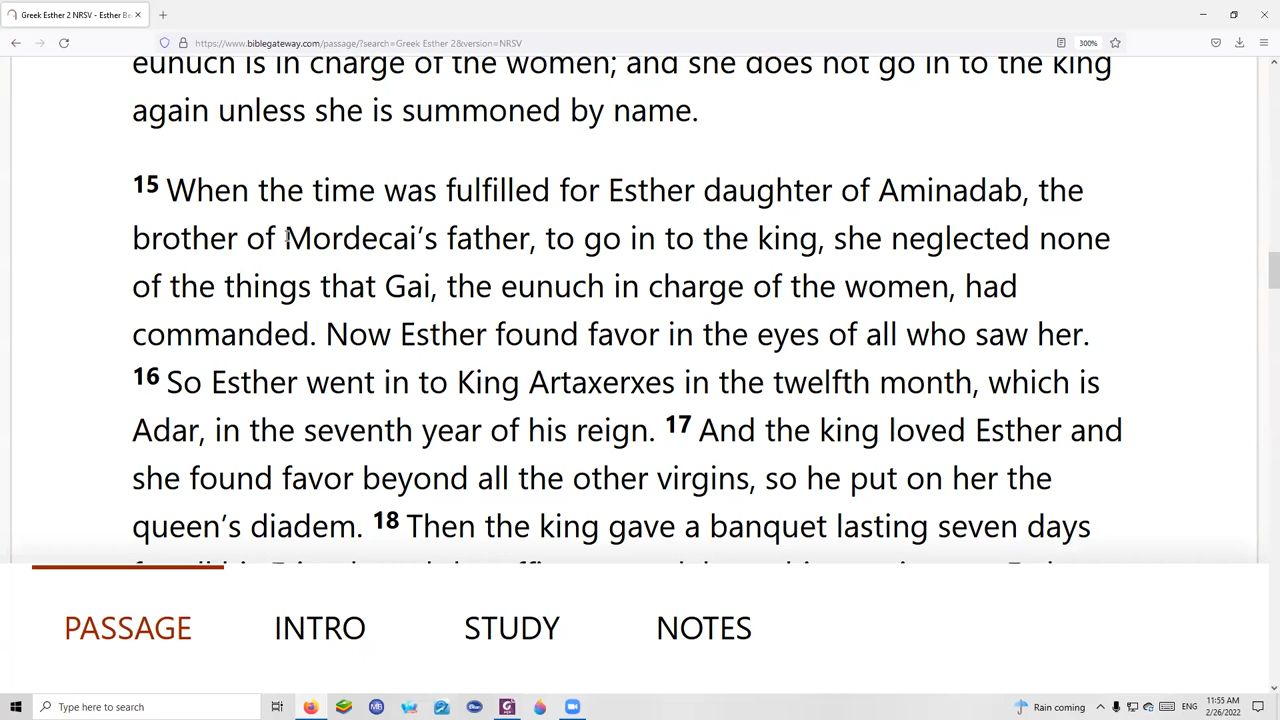 Greek Esther 2 NRSV - Esther Be
https://www.biblegateway.com/passage/?search=Greek Esther 2&version=NRSV
300%
eunuch is in charge of the women; and she does not go in to the king
again unless she is summoned by name.
15 When the time was fulfilled for Esther daughter of Aminadab, the
brother of Mordecai’s father, to go in to the king, she neglected none
of the things that Gai, the eunuch in charge of the women, had
commanded. Now Esther found favor in the eyes of all who saw her.
16 So Esther went in to King Artaxerxes in the twelfth month, which is
Adar, in the seventh year of his reign. 17 And the king loved Esther and
she found favor beyond all the other virgins, so he put on her the
queen’s diadem. 18 Then the king gave a banquet lasting seven days
PASSAGE INTRO STUDY NOTES
Type here to search
MB
Rain coming
ENG
11:55 AM
2/26/2022